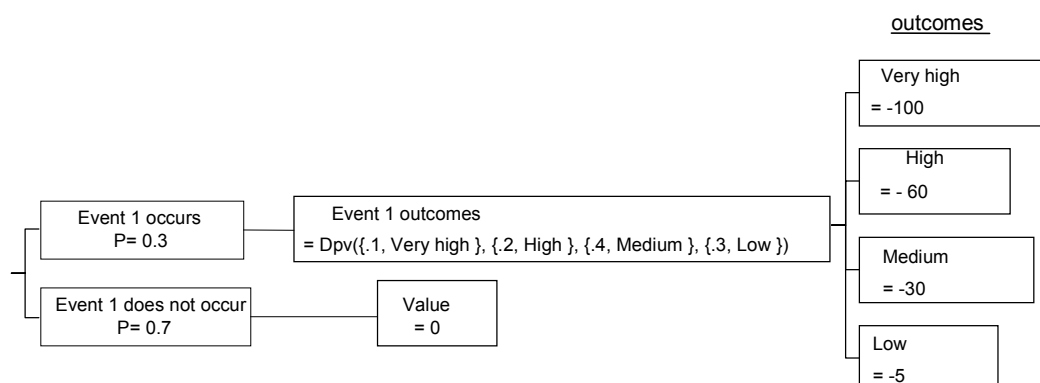 outcomes
Very high
= -100
High
= - 60
Event 1 occurs
P= 0.3
Event 1 outcomes
= Dpv({.1, Very high }, {.2, High }, {.4, Medium }, {.3, Low })
Medium
= -30
Event 1 does not occur
P= 0.7
Value
= 0
Low
= -5